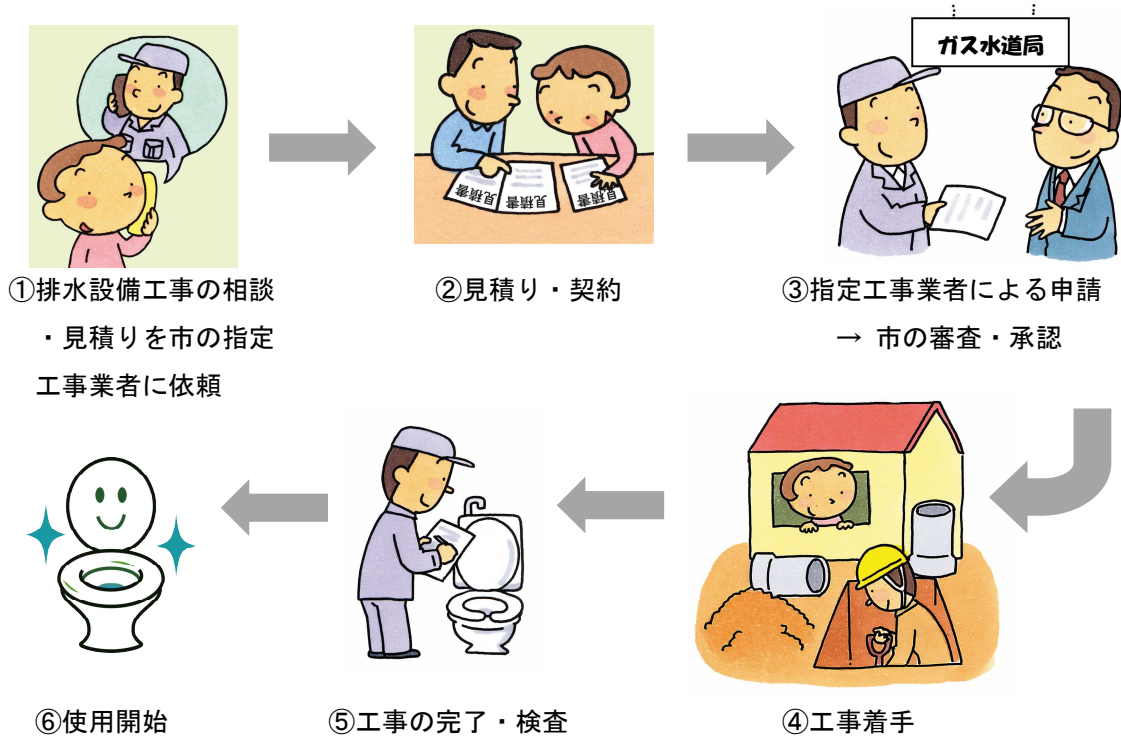 ガス水道局
見積書
見積書
見積書
①排水設備工事の相談
・見積りを市の指定
工事業者に依頼
②見積り・契約
③指定工事業者による申請
→ 市の審査・承認
④工事着手
⑤工事の完了・検査
⑥使用開始